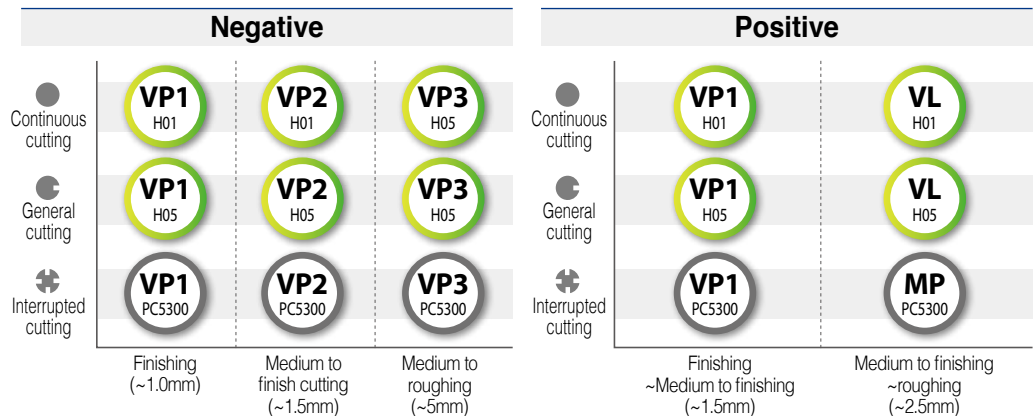 Negative
Continuous
cutting
VP1
H01
VP2
H01
VP3
H05
General
cutting
VP1
H05
VP2
H05
VP3
H05
Interrupted
cutting
VP1
PC5300
VP2
PC5300
VP3
PC5300
Finishing
(~1.0mm)
Medium to
finish cutting
(~1.5mm)
Medium to
roughing
(~5mm)
Positive
Continuous
cutting
VP1
H01
VL
H01
General
cutting
VP1
H05
VL
H05
Interrupted
cutting
VP1
PC5300
MP
PC5300
Finishing
~Medium to finishing
(~1.5mm)
Medium to finishing
~roughing
(~2.5mm)